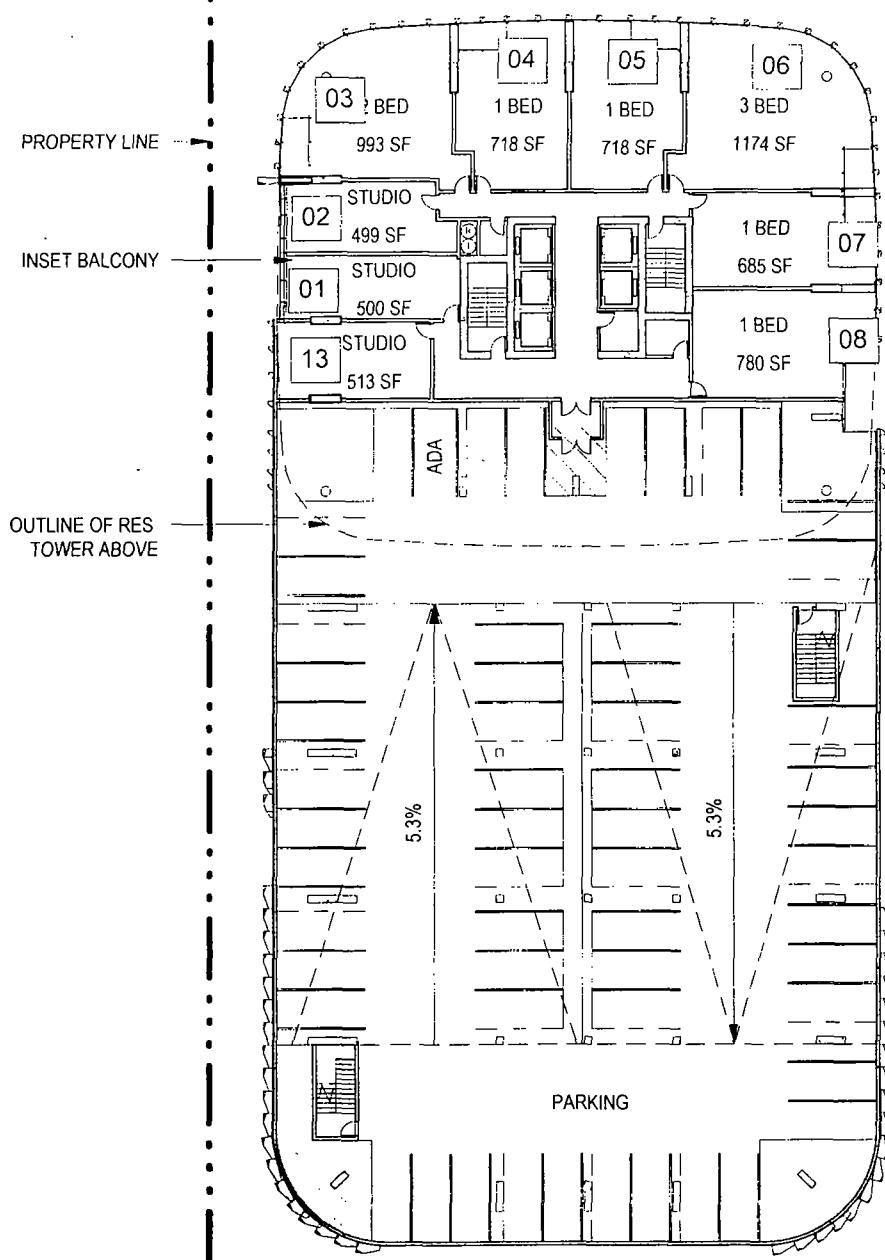 PROPERTY LINE
INSET BALCONY
OUTLINE OF RES
TOWER ABOVE
03
2 BED
993 SF
04
1 BED
718 SF
05
1 BED
718 SF
06
3 BED
1174 SF
02
STUDIO
499 SF
01
STUDIO
500 SF
13
STUDIO
513 SF
1 BED
685 SF
07
1 BED
780 SF
08
ADA
5.3%
5.3%
PARKING